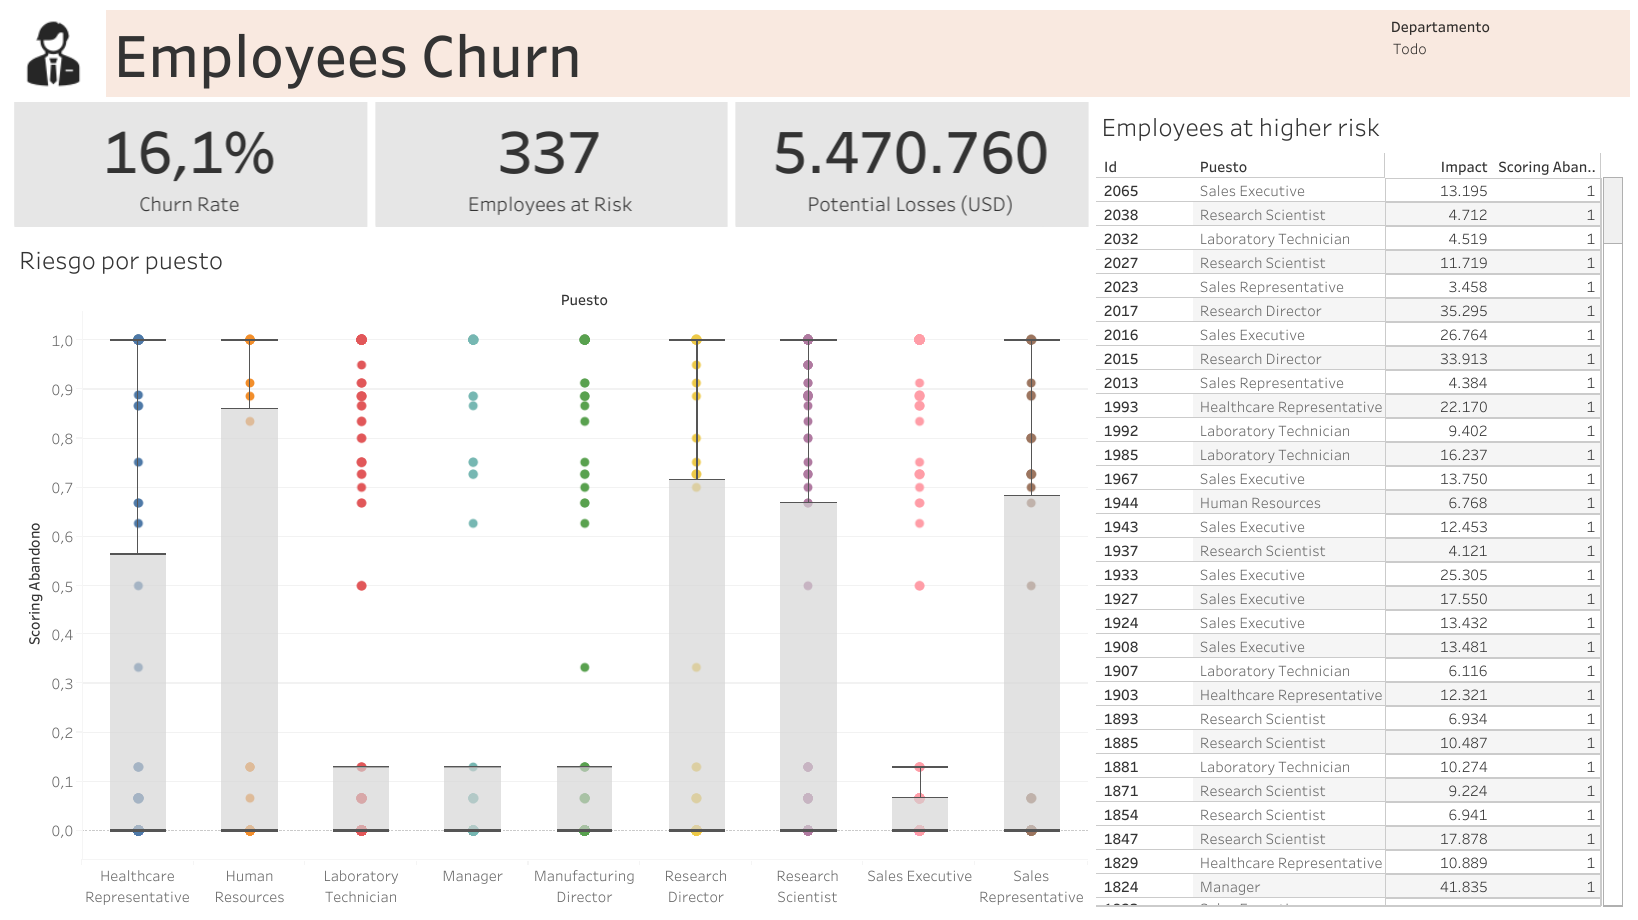 Employees Churn
Departamento
Todo
16,1%
Churn Rate
337
Employees at Risk
5.470.760
Potential Losses (USD)
Riesgo por puesto
Puesto
Scoring Abandono
1,0
0,9
0,8
0,7
0,6
0,5
0,4
0,3
0,2
0,1
0,0
Healthcare Representative
Human Resources
Laboratory Technician
Manager
Manufacturing Director
Research Director
Research Scientist
Sales Executive
Sales Representative
Employees at higher risk
Id Puesto Impact Scoring Aban..
2065 Sales Executive 13.195 1
2038 Research Scientist 4.712 1
2032 Laboratory Technician 4.519 1
2027 Research Scientist 11.719 1
2023 Sales Representative 3.458 1
2017 Research Director 35.295 1
2016 Sales Executive 26.764 1
2015 Research Director 33.913 1
2013 Sales Representative 4.384 1
1993 Healthcare Representative 22.170 1
1992 Laboratory Technician 9.402 1
1985 Laboratory Technician 16.237 1
1967 Sales Executive 13.750 1
1944 Human Resources 6.768 1
1943 Sales Executive 12.453 1
1937 Research Scientist 4.121 1
1933 Sales Executive 25.305 1
1927 Sales Executive 17.550 1
1924 Sales Executive 13.432 1
1908 Sales Executive 13.481 1
1907 Laboratory Technician 6.116 1
1903 Healthcare Representative 12.321 1
1893 Research Scientist 6.934 1
1885 Research Scientist 10.487 1
1881 Laboratory Technician 10.274 1
1871 Research Scientist 9.224 1
1854 Research Scientist 6.941 1
1847 Research Scientist 17.878 1
1829 Healthcare Representative 10.889 1
1824 Manager 41.835 1